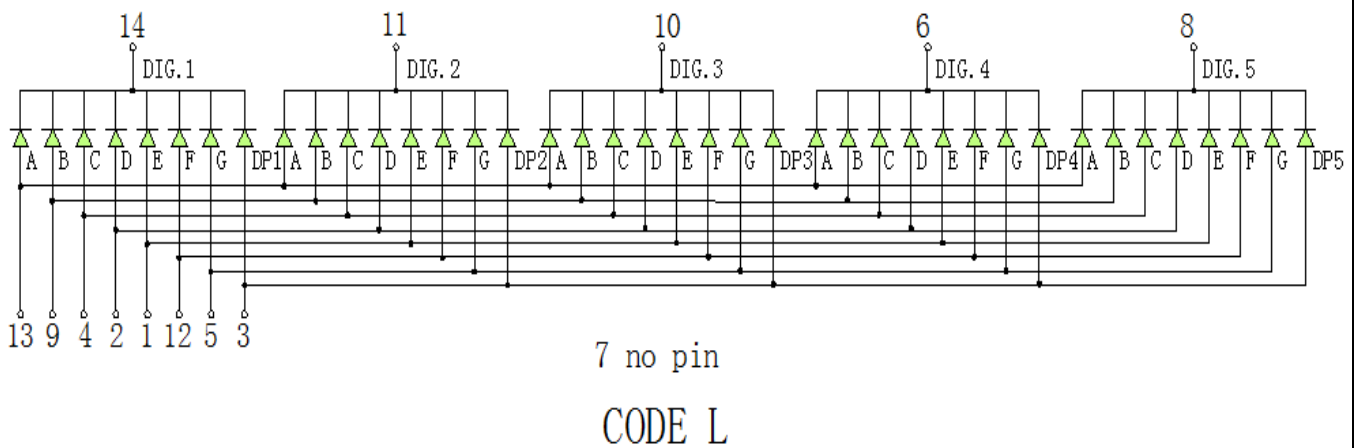 14 11 10 6 8
DIG.1 DIG.2 DIG.3 DIG.4 DIG.5
A B C D E F G DP1 A B C D E F G DP2 A B C D E F G DP3 A B C D E F G DP4 A B C D E F G DP5
13 9 4 2 1 12 5 3
7 no pin
CODE L